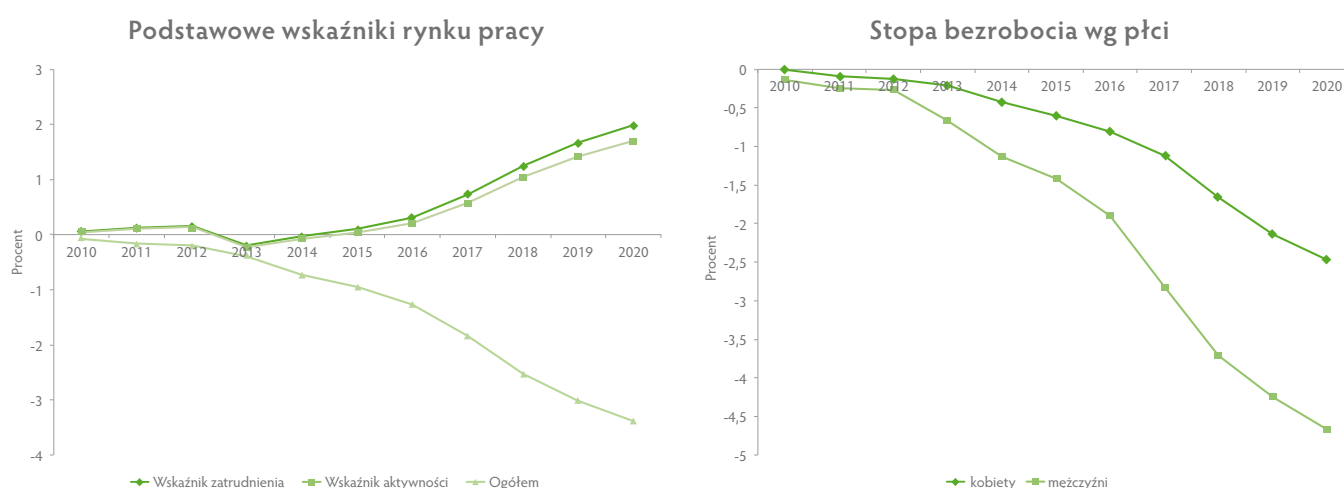 Podstawowe wskaźniki rynku pracy
3
2
1
0
-1
-2
-3
-4
Procent
2010 2011 2012 2013 2014 2015 2016 2017 2018 2019 2020
Wskaźnik zatrudnienia Wskaźnik aktywności Ogółem
Stopa bezrobocia wg płci
0
-0,5
-1
-1,5
-2
-2,5
-3
-3,5
-4
-4,5
-5
Procent
2010 2011 2012 2013 2014 2015 2016 2017 2018 2019 2020
kobiety mężczyźni